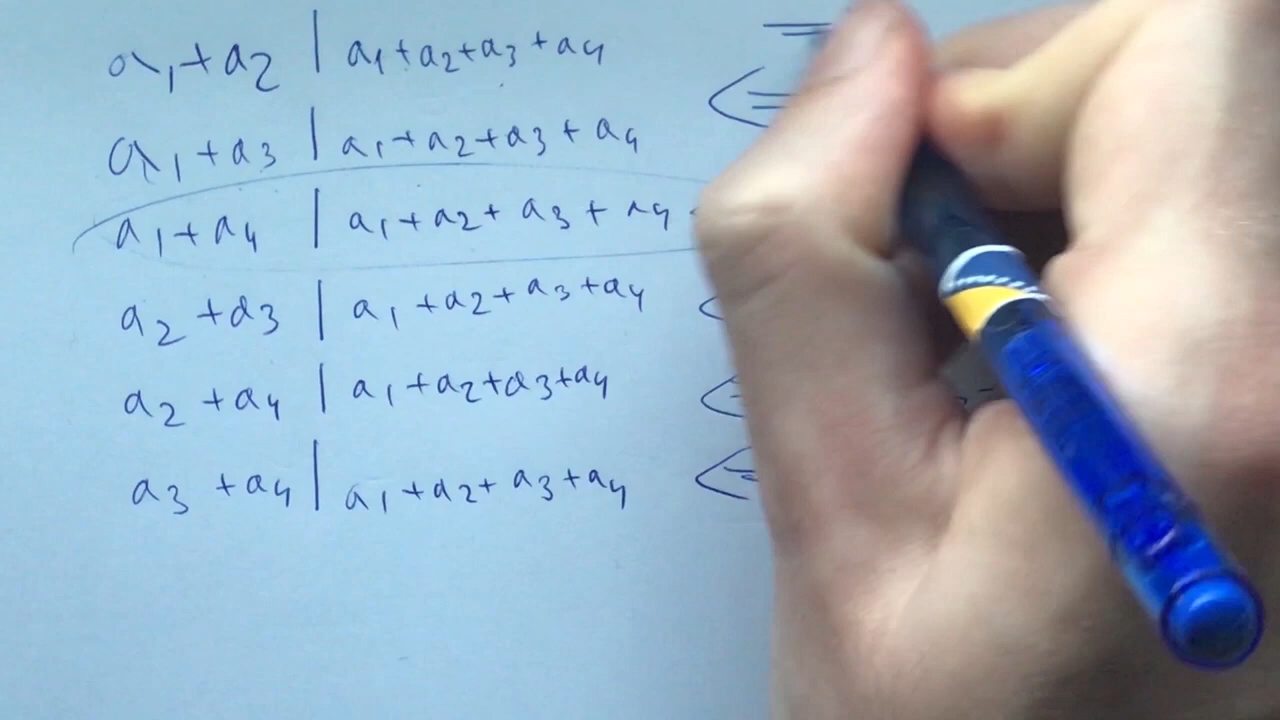 a₁+a₂ | a₁+a₂+a₃+a₄ <=
a₁+a₃ | a₁+a₂+a₃+a₄
a₁+a₄ | a₁+a₂+a₃+a₄
a₂+a₃ | a₁+a₂+a₃+a₄
a₂+a₄ | a₁+a₂+a₃+a₄ <=
a₃+a₄ | a₁+a₂+a₃+a₄ <=